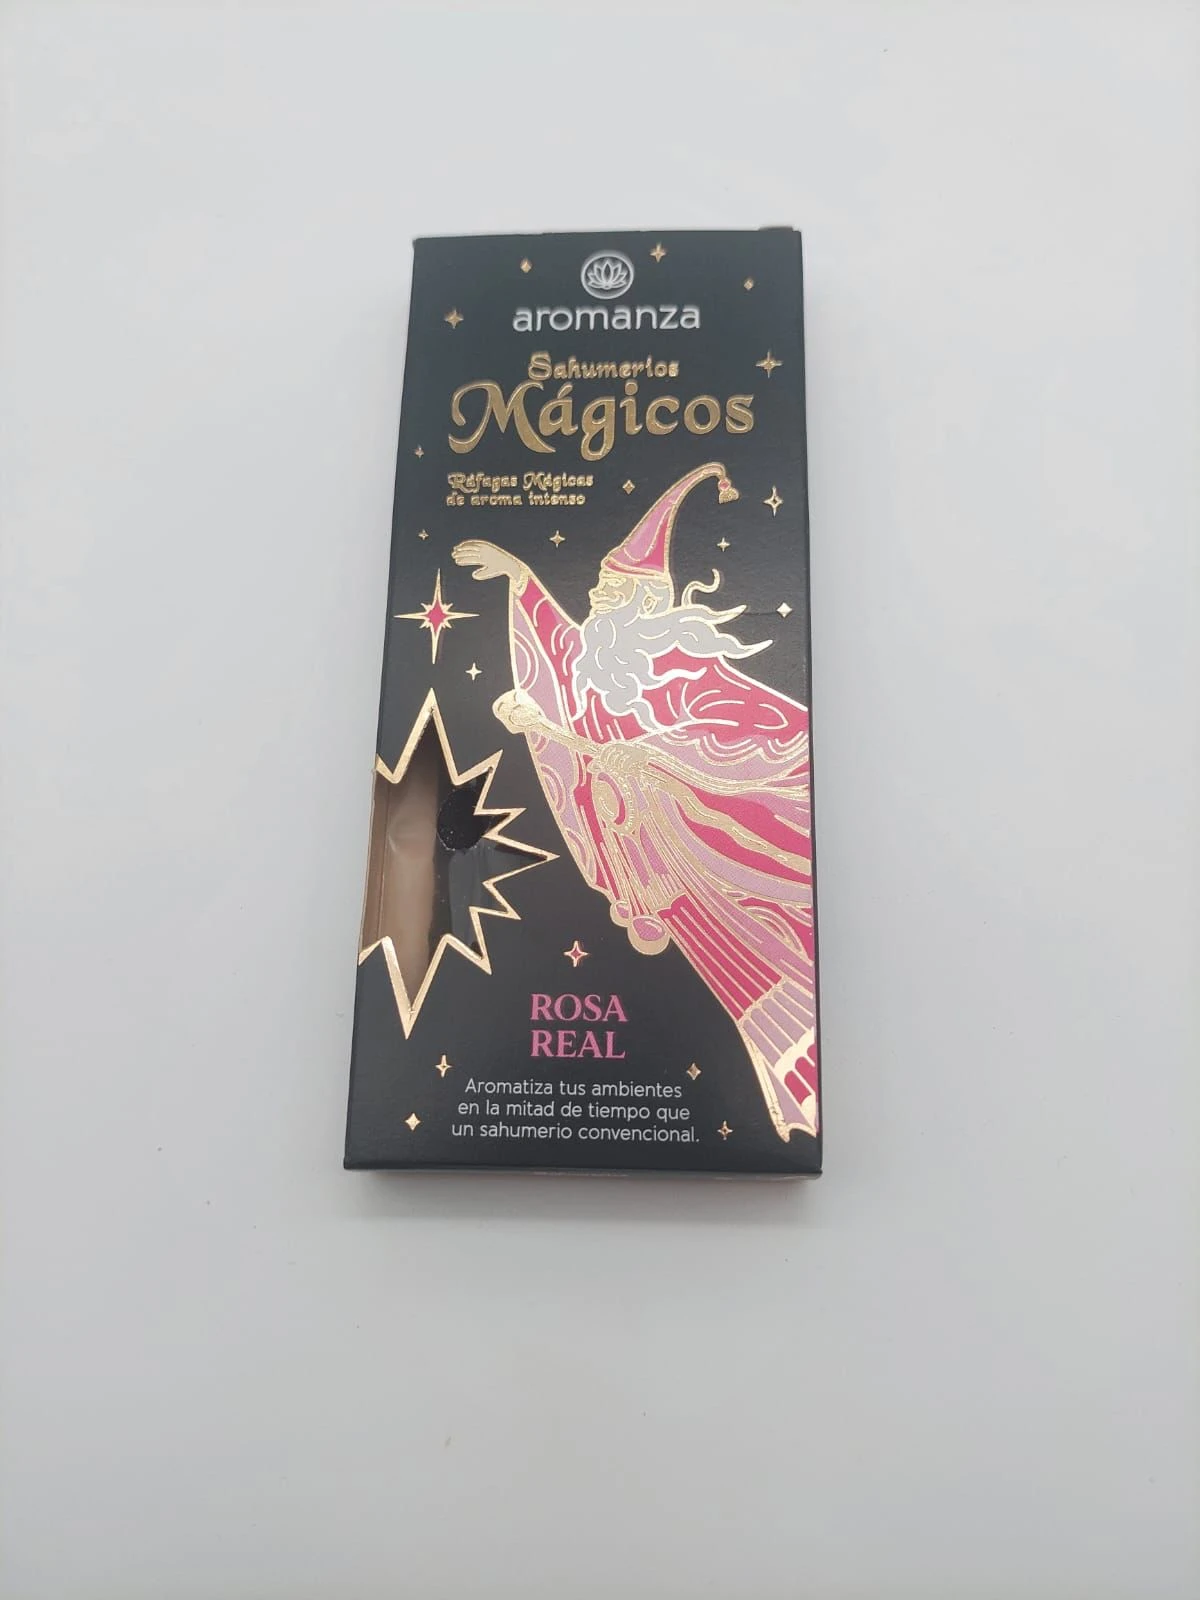 aromanza
Sahumerios
Mágicos
Ráfagas Mágicas
de aroma intenso
ROSA
REAL
Aromatiza tus ambientes
en la mitad de tiempo que
un sahumerio convencional.